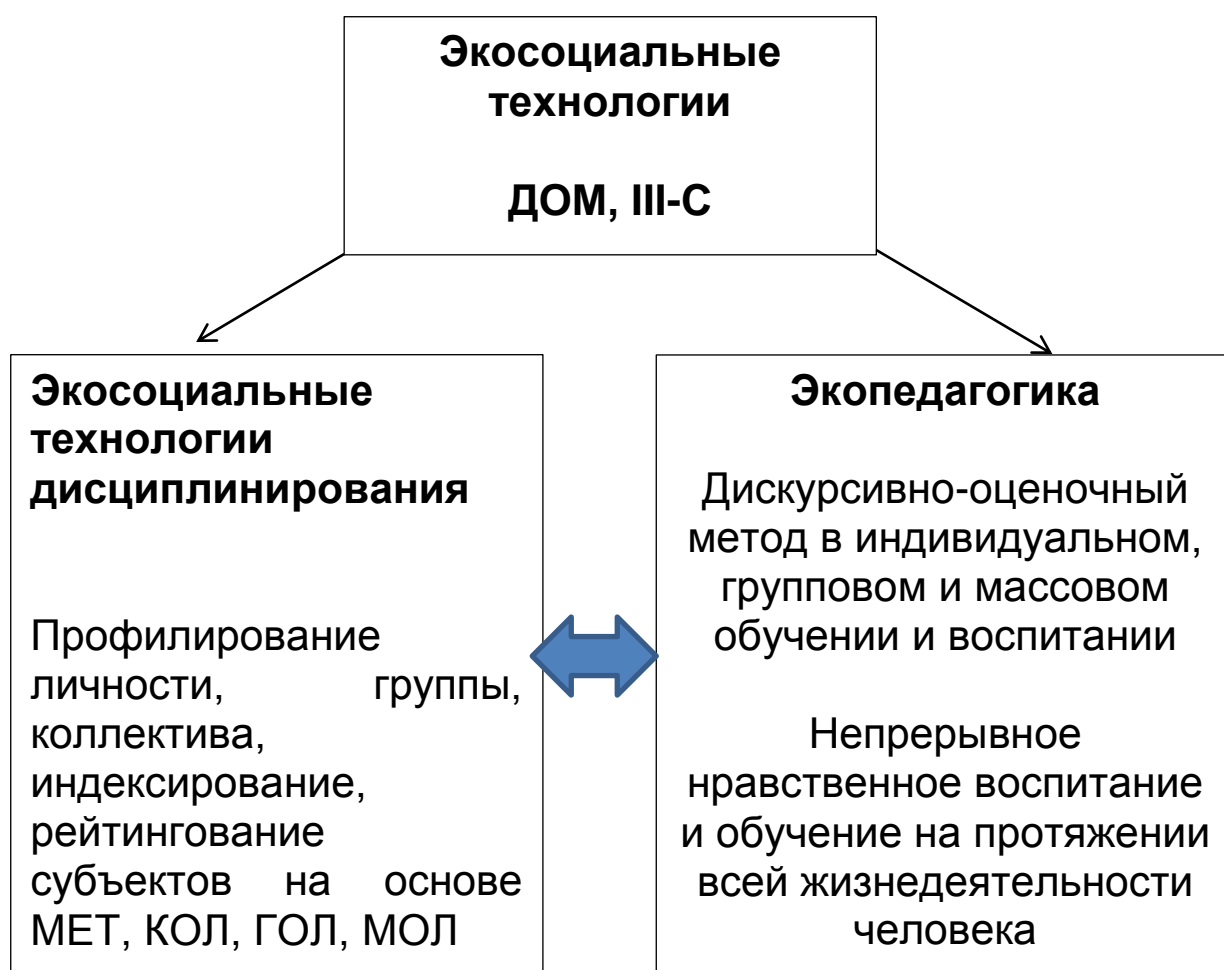 Экосоциальные
технологии
ДОМ, III-С
Экосоциальные
технологии
дисциплинирования
Профилирование
личности, группы,
коллектива,
индексирование,
рейтингование
субъектов на основе
МЕТ, КОЛ, ГОЛ, МОЛ
Экопедагогика
Дискурсивно-оценочный
метод в индивидуальном,
групповом и массовом
обучении и воспитании
Непрерывное
нравственное воспитание
и обучение на протяжении
всей жизнедеятельности
человека